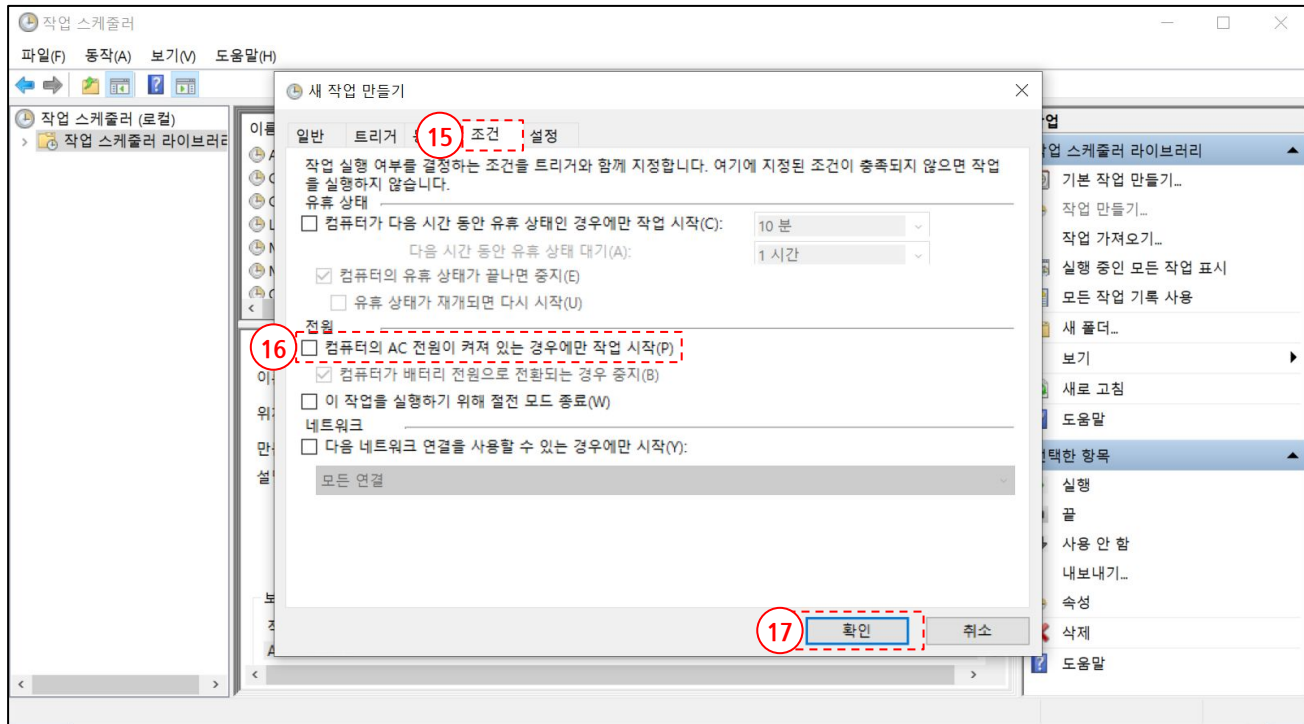 작업 스케줄러
파일(F) 동작(A) 보기(V) 도움말(H)
작업 스케줄러 (로컬)
작업 스케줄러 라이브러리
새 작업 만들기
일반 트리거 15 조건 설정
작업 실행 여부를 결정하는 조건을 트리거와 함께 지정합니다. 여기에 지정된 조건이 충족되지 않으면 작업
을 실행하지 않습니다.
유휴 상태
컴퓨터가 다음 시간 동안 유휴 상태인 경우에만 작업 시작(C): 10 분
다음 시간 동안 유휴 상태 대기(A): 1 시간
컴퓨터의 유휴 상태가 끝나면 중지(E)
유휴 상태가 재개되면 다시 시작(U)
전원
16 컴퓨터의 AC 전원이 켜져 있는 경우에만 작업 시작(P)
컴퓨터가 배터리 전원으로 전환되는 경우 중지(B)
이 작업을 실행하기 위해 절전 모드 종료(W)
네트워크
다음 네트워크 연결을 사용할 수 있는 경우에만 시작(Y):
모든 연결
17 확인 취소
작업 스케줄러 라이브러리
기본 작업 만들기...
작업 만들기...
작업 가져오기...
실행 중인 모든 작업 표시
모든 작업 기록 사용
새 폴더...
보기
새로 고침
도움말
선택한 항목
실행
끝
사용 안 함
내보내기...
속성
삭제
도움말